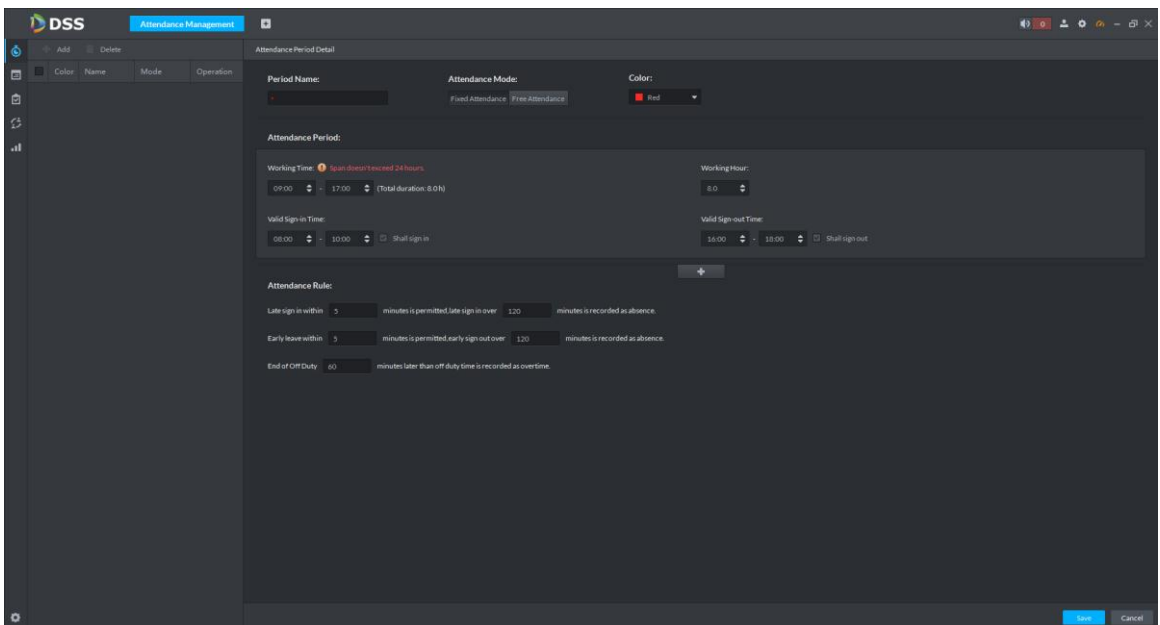 DSS Attendance Management 0
Add Delete
Color Name Mode Operation
Attendance Period Detail
Period Name: Attendance Mode: Color:
* Fixed Attendance Free Attendance Red
Attendance Period:
Working Time: Span doesn't exceed 24 hours. Working Hour:
09:00 - 17:00 (Total duration: 8.0 h) 8.0
Valid Sign-in Time: Valid Sign-out Time:
08:00 - 10:00 Shall sign in 16:00 - 18:00 Shall sign out
+
Attendance Rule:
Late sign in within 5 minutes is permitted,late sign in over 120 minutes is recorded as absence.
Early leave within 5 minutes is permitted,early sign out over 120 minutes is recorded as absence.
End of Off Duty 60 minutes later than off duty time is recorded as overtime.
Save Cancel